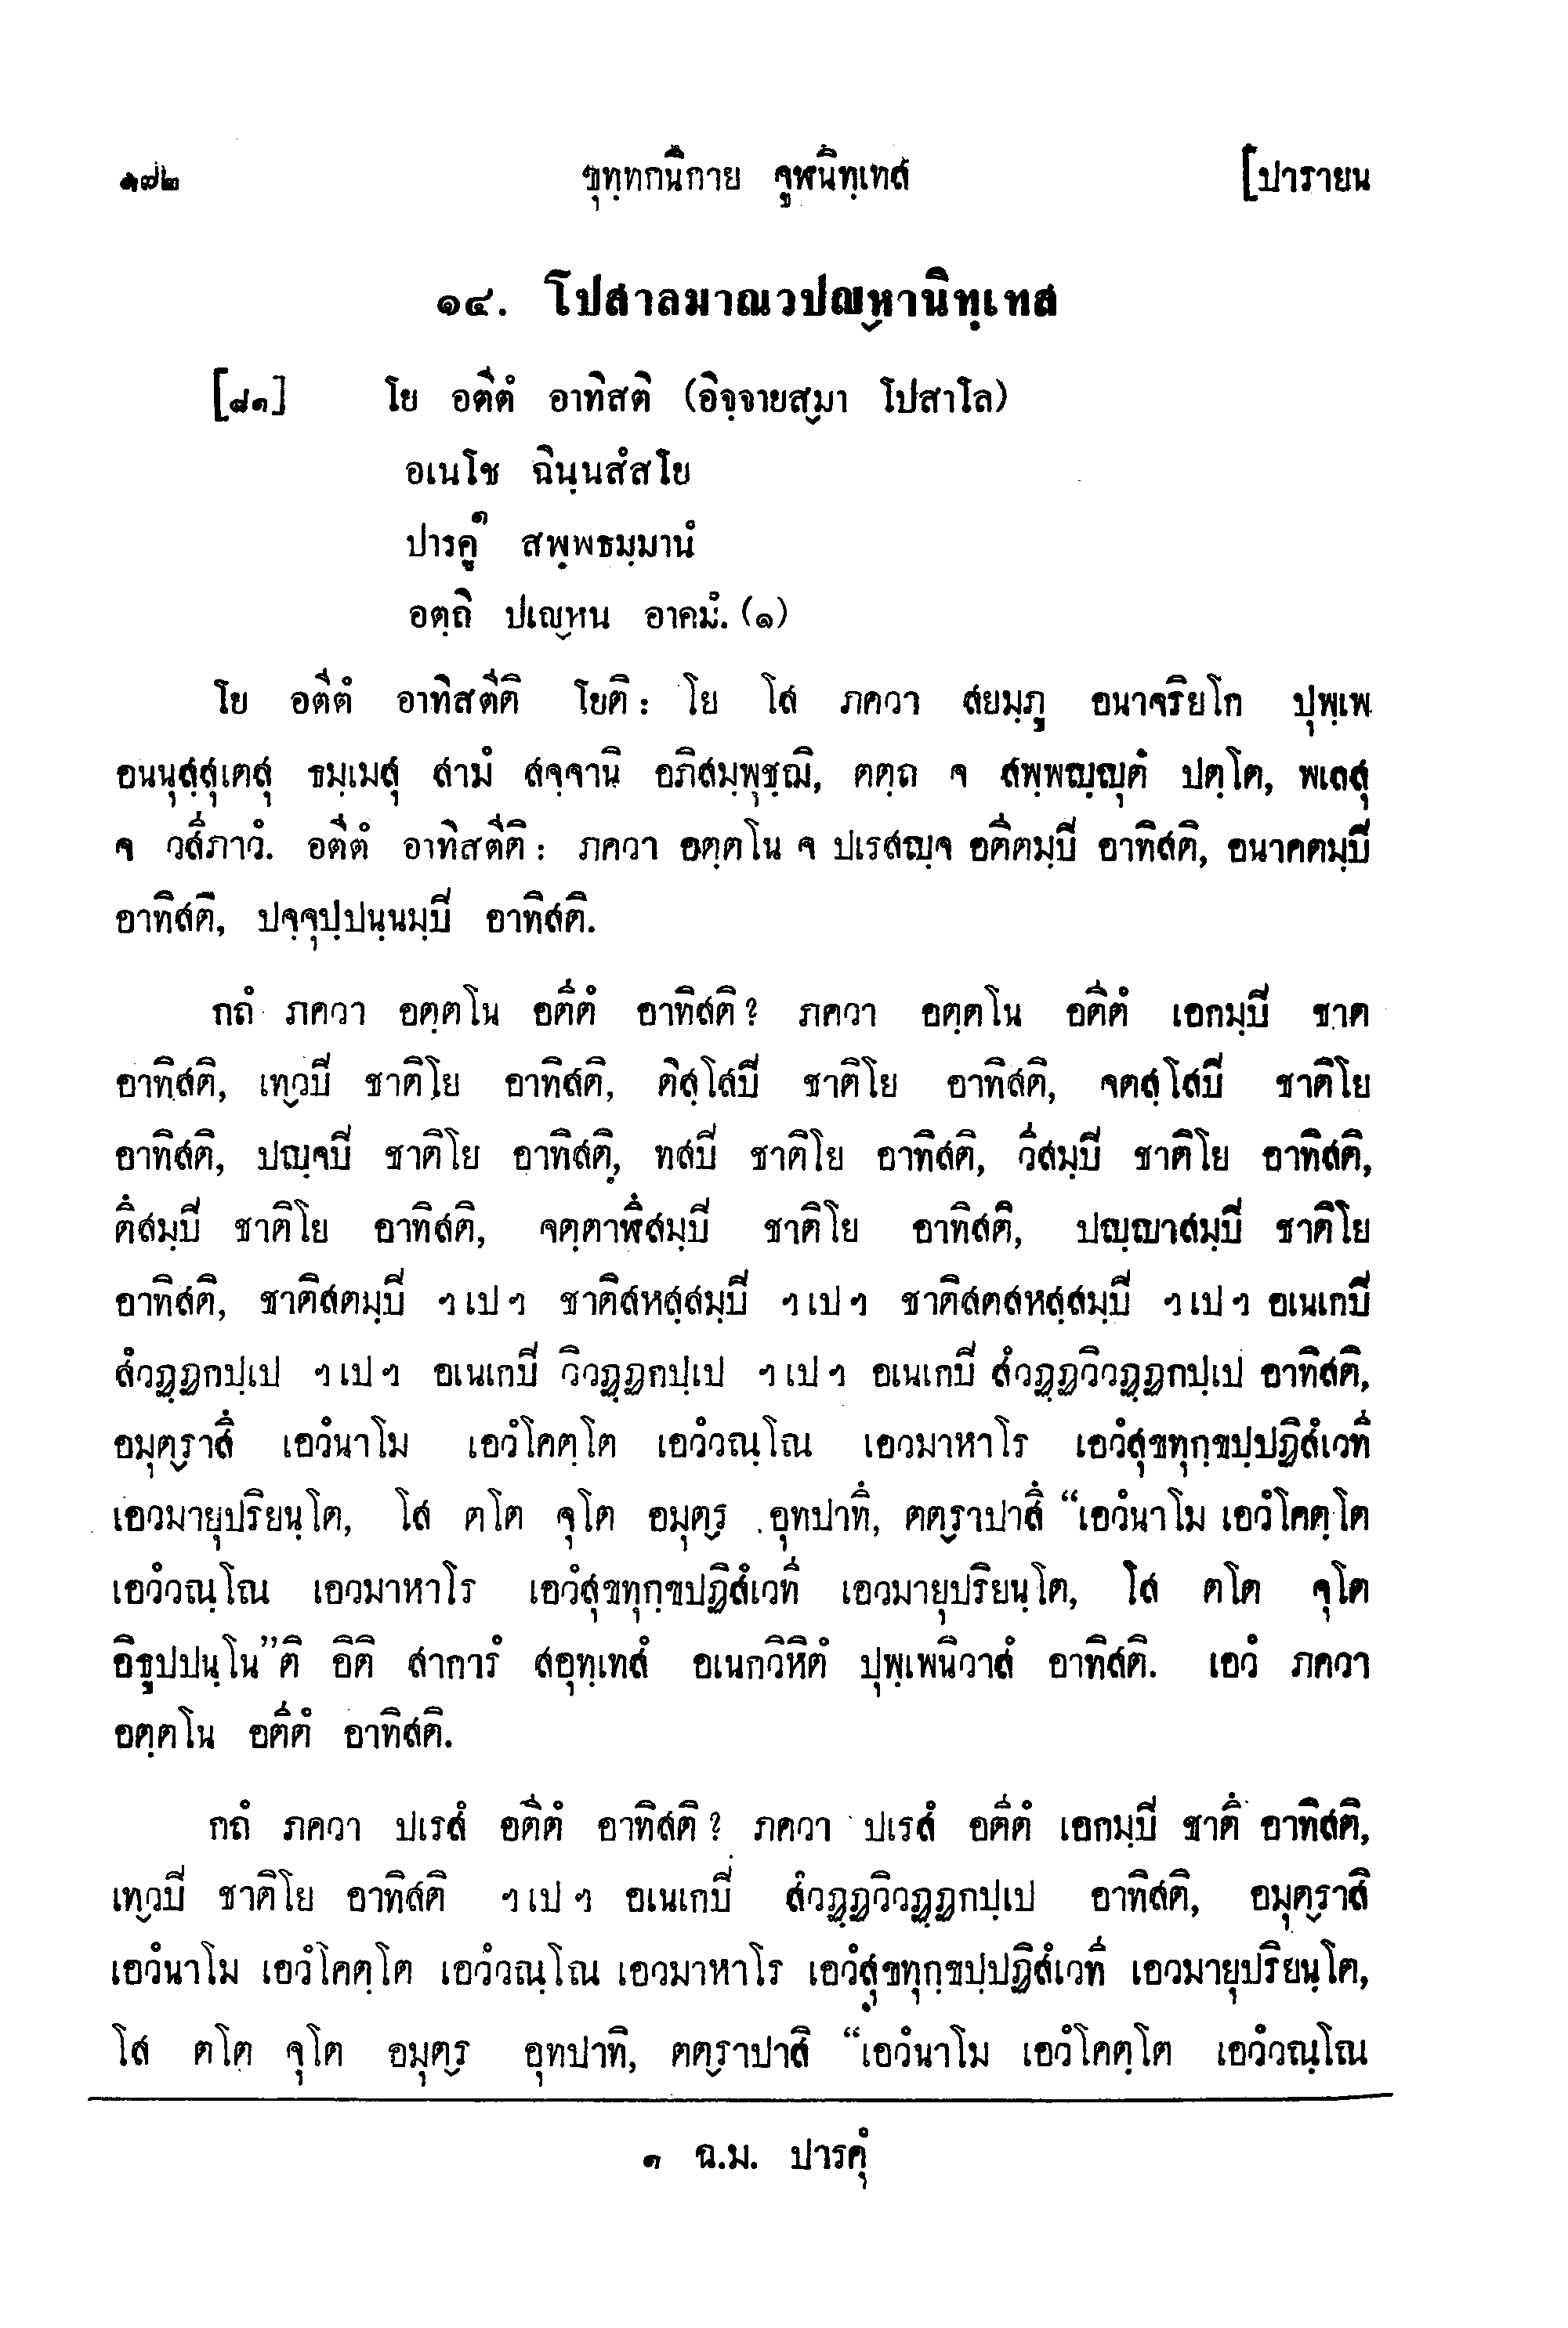 ๑๗๒ ขุทฺทกนิกาย จูฬนิทฺเทส [ปารายน
๑๔. โปสาลมาณวปญฺหานิทฺเทส
[๘๑] โย อตีตํ อาทิสติ (อิจฺจายสฺมา โปสาโล)
อเนโช ฉินฺนสํสโย
ปารคู๑ สพฺพธมฺมานํ
อตฺถิ ปเญฺหน อาคมํ. (๑)
โย อตีตํ อาทิสตีติ โยติ: โย โส ภควา สยมฺภู อนาจริยโก ปุพฺเพ
อนนุสฺสุเตสุ ธมฺเมสุ สามํ สจฺจานิ อภิสมฺพุชฺฌิ, ตตฺถ จ สพฺพญฺญุตํ ปตฺโต, พเลสุ
จ วสีภาวํ. อตีตํ อาทิสตีติ: ภควา อตฺตโน จ ปเรสญฺจ อตีตมฺปิ อาทิสติ, อนาคตมฺปิ
อาทิสติ, ปจฺจุปฺปนฺนมฺปิ อาทิสติ.
กถํ ภควา อตฺตโน อตีตํ อาทิสติ? ภควา อตฺตโน อตีตํ เอกมฺปิ ชาต
อาทิสติ, เทฺวปิ ชาติโย อาทิสติ, ติสฺโสปิ ชาติโย อาทิสติ, จตสฺโสปิ ชาติโย
อาทิสติ, ปญฺจปิ ชาติโย อาทิสติ, ทสปิ ชาติโย อาทิสติ, วีสมฺปิ ชาติโย อาทิสติ,
ตึสมฺปิ ชาติโย อาทิสติ, จตฺตาฬีสมฺปิ ชาติโย อาทิสติ, ปญฺญาสมฺปิ ชาติโย
อาทิสติ, ชาติสตมฺปิ ฯเปฯ ชาติสหสฺสมฺปิ ฯเปฯ ชาติสตสหสฺสมฺปิ ฯเปฯ อเนเกปิ
สํวฏฺฏกปฺเป ฯเปฯ อเนเกปิ วิวฏฺฏกปฺเป ฯเปฯ อเนเกปิ สํวฏฺฏวิวฏฺฏกปฺเป อาทิสติ,
อมุตฺราสึ เอวํนาโม เอวํโคตฺโต เอวํวณฺโณ เอวมาหาโร เอวํสุขทุกฺขปฺปฏิสํเวที
เอวมายุปริยนฺโต, โส ตโต จุโต อมุตฺร อุทปาทึ, ตตฺราปาสึ “เอวํนาโม เอวํโคตฺโต
เอวํวณฺโณ เอวมาหาโร เอวํสุขทุกฺขปฏิสํเวที เอวมายุปริยนฺโต, โส ตโต จุโต
อิธูปปนฺโน”ติ อิติ สาการํ สอุทฺเทสํ อเนกวิหิตํ ปุพฺเพนิวาสํ อาทิสติ. เอวํ ภควา
อตฺตโน อตีตํ อาทิสติ.
กถํ ภควา ปเรสํ อตีตํ อาทิสติ? ภควา ปเรสํ อตีตํ เอกมฺปิ ชาตึ อาทิสติ,
เทฺวปิ ชาติโย อาทิสติ ฯเปฯ อเนเกปิ สํวฏฺฏวิวฏฺฏกปฺเป อาทิสติ, อมุตฺราสิ
เอวํนาโม เอวํโคตฺโต เอวํวณฺโณ เอวมาหาโร เอวํสุขทุกฺขปฺปฏิสํเวที เอวมายุปริยนฺโต,
โส ตโต จุโต อมุตฺร อุทปาทิ, ตตฺราปาสิ “เอวํนาโม เอวํโคตฺโต เอวํวณฺโณ
๑ ฉ.ม. ปารคุํ